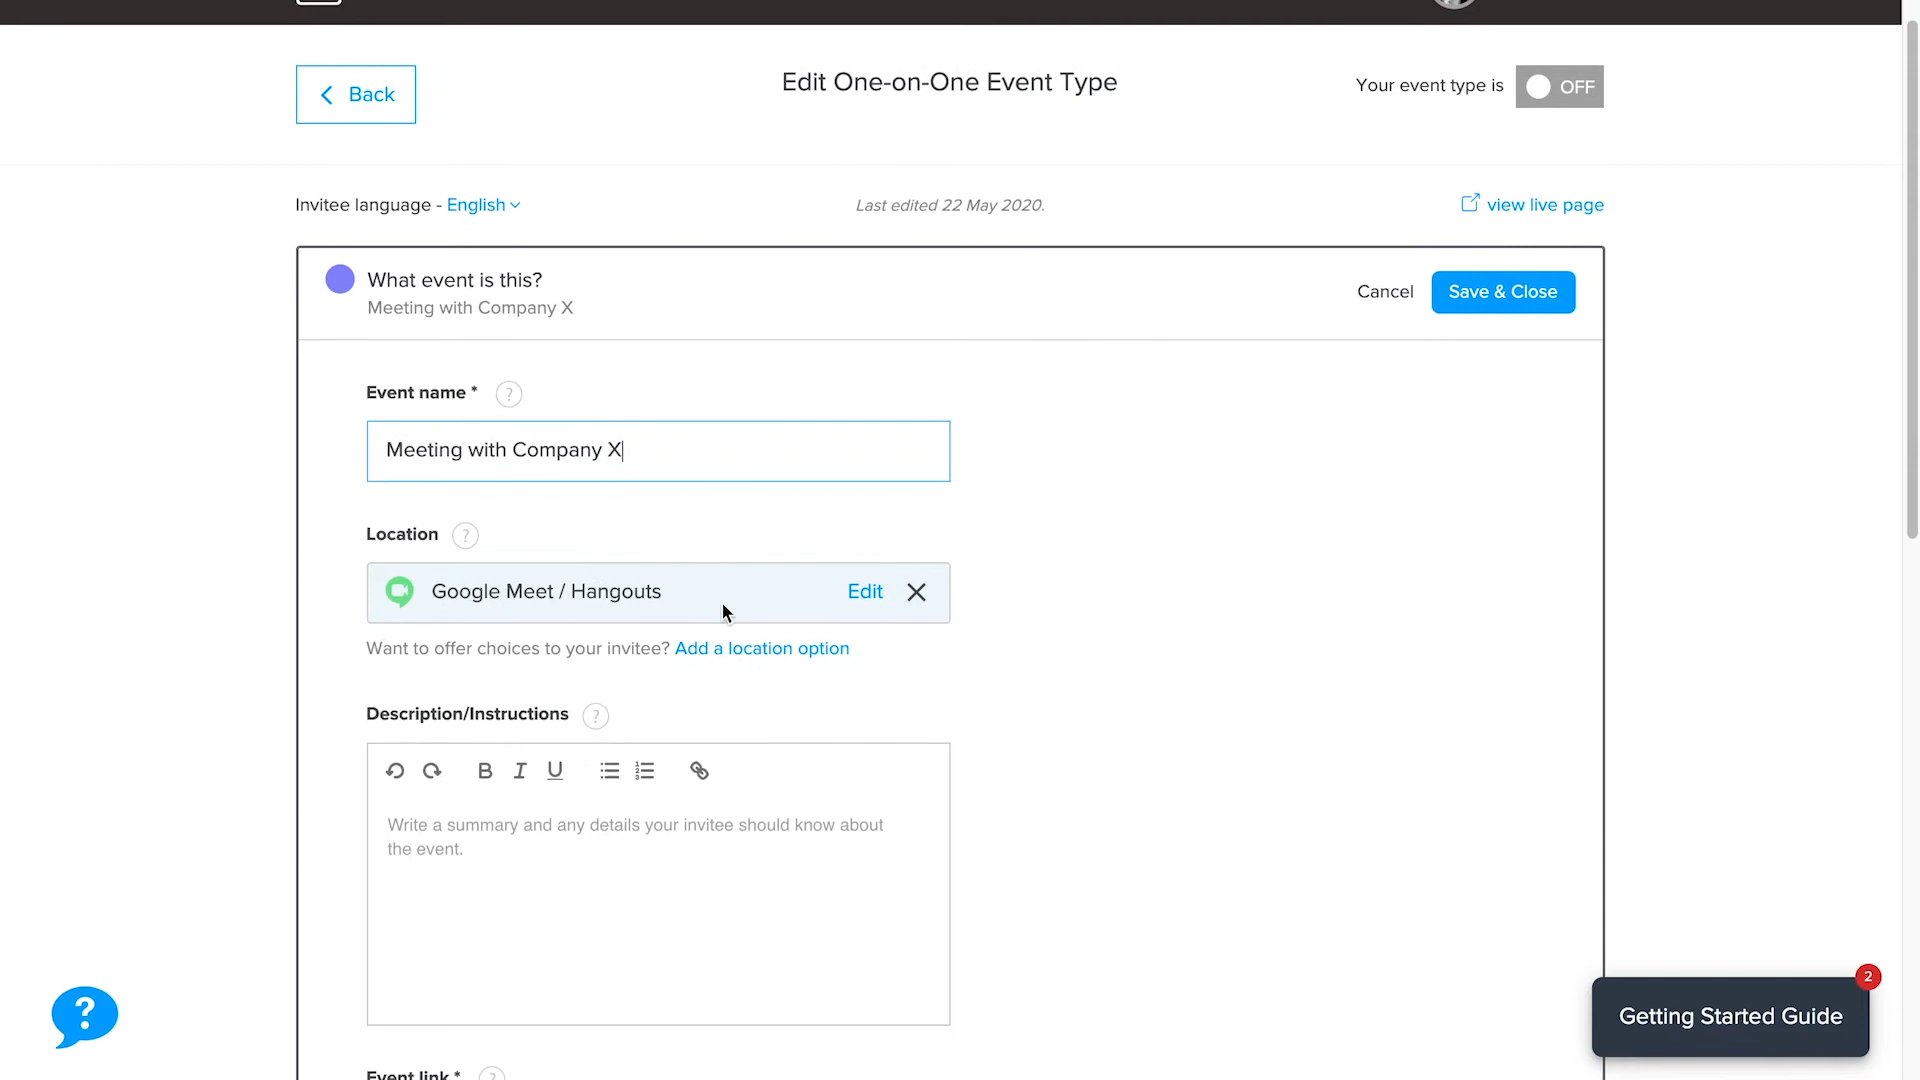 Back
Edit One-on-One Event Type
Your event type is
OFF
Invitee language - English
Last edited 22 May 2020.
view live page
What event is this?
Meeting with Company X
Cancel
Save & Close
Event name *
?
Meeting with Company X
Location
?
Google Meet / Hangouts
Edit
Want to offer choices to your invitee? Add a location option
Description/Instructions
?
B I U
Write a summary and any details your invitee should know about
the event.
?
2
Getting Started Guide
Event link *
?